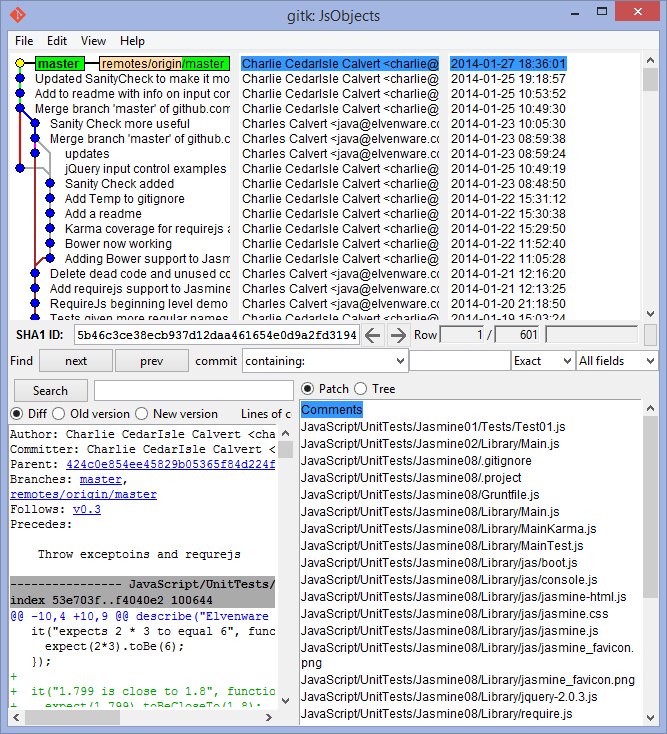 gitk: JsObjects
File Edit View Help
master remotes/origin/master Charlie CedarIsle Calvert <charlie@ 2014-01-27 18:36:01
Updated SanityCheck to make it mo Charlie CedarIsle Calvert <charlie@ 2014-01-25 19:18:57
Add to readme with info on input cor Charlie CedarIsle Calvert <charlie@ 2014-01-25 10:53:52
Merge branch 'master' of github.com Charlie CedarIsle Calvert <charlie@ 2014-01-25 10:49:30
Sanity Check more useful Charles Calvert <java@elvenware.co 2014-01-23 10:05:30
Merge branch 'master' of github.c Charles Calvert <java@elvenware.co 2014-01-23 08:59:38
updates Charles Calvert <java@elvenware.co 2014-01-23 08:59:24
jQuery input control examples Charlie CedarIsle Calvert <charlie@ 2014-01-25 10:49:19
Sanity Check added Charlie CedarIsle Calvert <charlie@ 2014-01-23 08:48:50
Add Temp to gitignore Charlie CedarIsle Calvert <charlie@ 2014-01-22 15:31:12
Add a readme Charlie CedarIsle Calvert <charlie@ 2014-01-22 15:30:38
Karma coverage for requirejs a Charlie CedarIsle Calvert <charlie@ 2014-01-22 15:29:50
Bower now working Charlie CedarIsle Calvert <charlie@ 2014-01-22 11:52:40
Adding Bower support to Jasm Charlie CedarIsle Calvert <charlie@ 2014-01-22 11:05:28
Delete dead code and unused co Charles Calvert <java@elvenware.co 2014-01-21 12:16:20
Add requirejs support to Jasmine Charles Calvert <java@elvenware.co 2014-01-21 12:13:25
RequireJs beginning level demo Charles Calvert <java@elvenware.co 2014-01-20 21:18:50
Tests given more regular names Charles Calvert <java@elvenware.co 2014-01-19 15:03:24
SHA1 ID: 5b46c3ce38ecb937d12daa461654e0d9a2fd3194 Row 1 / 601
Find next prev commit containing: Exact All fields
Search
Diff Old version New version Lines of c
Author: Charlie CedarIsle Calvert <cha
Committer: Charlie CedarIsle Calvert <
Parent: 424c0e854ee45829b05365f84d224f
Branches: master,
remotes/origin/master
Follows: v0.3
Precedes:
Throw exceptoins and requrejs
--------------- JavaScript/UnitTests/
index 53e703f..f4040e2 100644
@@ -10,4 +10,9 @@ describe("Elvenware
it("expects 2 * 3 to equal 6", func
expect(2*3).toBe(6);
});
+
+ it("1.799 is close to 1.8", functio
+ expect(1.799).toBeCloseTo(1.8);
Patch Tree
Comments
JavaScript/UnitTests/Jasmine01/Tests/Test01.js
JavaScript/UnitTests/Jasmine02/Library/Main.js
JavaScript/UnitTests/Jasmine08/.gitignore
JavaScript/UnitTests/Jasmine08/.project
JavaScript/UnitTests/Jasmine08/Gruntfile.js
JavaScript/UnitTests/Jasmine08/Library/Main.js
JavaScript/UnitTests/Jasmine08/Library/MainKarma.js
JavaScript/UnitTests/Jasmine08/Library/MainTest.js
JavaScript/UnitTests/Jasmine08/Library/jas/boot.js
JavaScript/UnitTests/Jasmine08/Library/jas/console.js
JavaScript/UnitTests/Jasmine08/Library/jas/jasmine-html.js
JavaScript/UnitTests/Jasmine08/Library/jas/jasmine.css
JavaScript/UnitTests/Jasmine08/Library/jas/jasmine.js
JavaScript/UnitTests/Jasmine08/Library/jas/jasmine_favicon.
png
JavaScript/UnitTests/Jasmine08/Library/jasmine_favicon.png
JavaScript/UnitTests/Jasmine08/Library/jquery-2.0.3.js
JavaScript/UnitTests/Jasmine08/Library/require.js